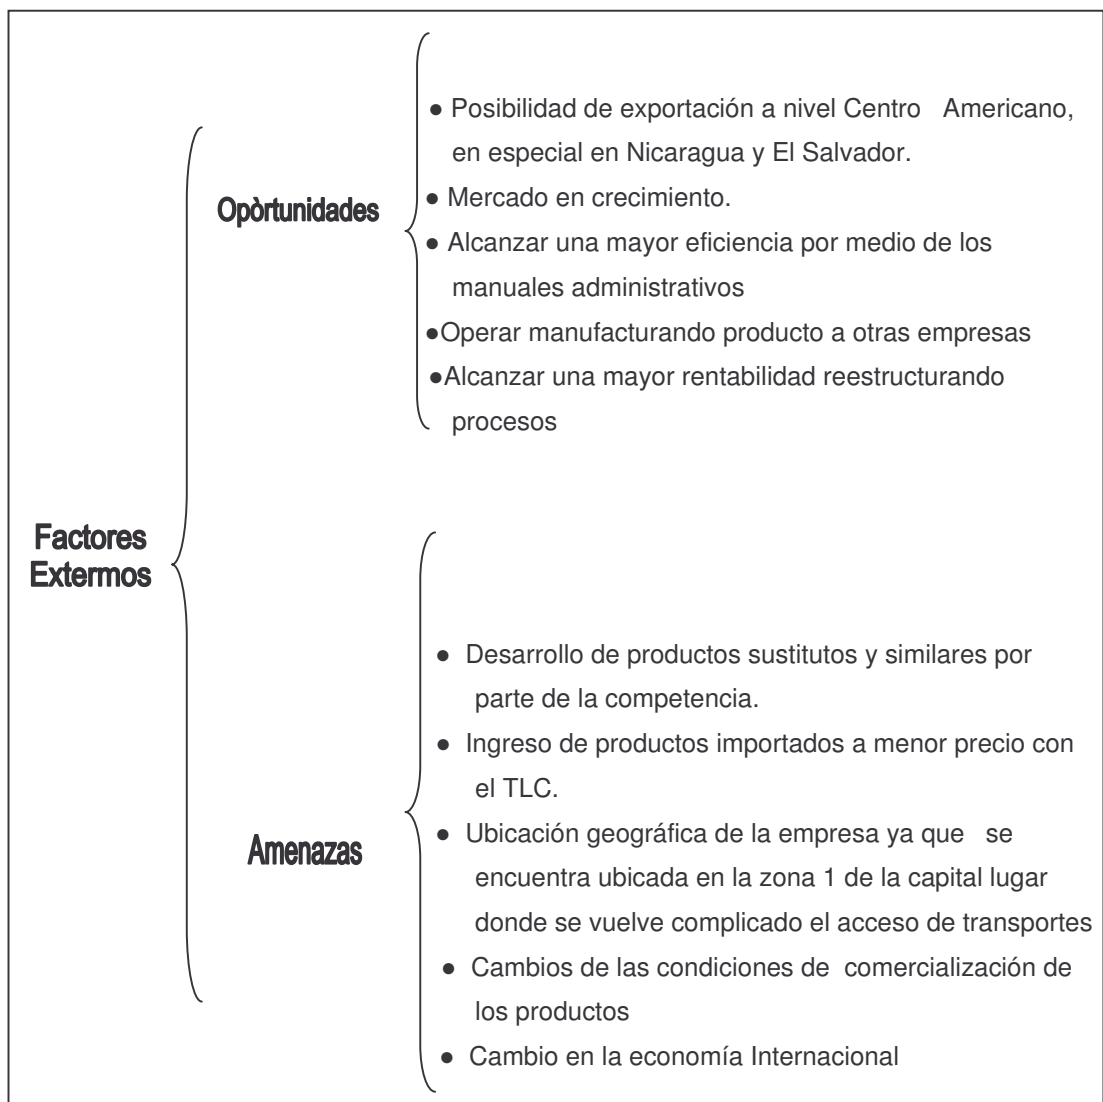 Factores
Extermos
Opòrtunidades
● Posibilidad de exportación a nivel Centro Americano,
en especial en Nicaragua y El Salvador.
● Mercado en crecimiento.
● Alcanzar una mayor eficiencia por medio de los
manuales administrativos
●Operar manufacturando producto a otras empresas
●Alcanzar una mayor rentabilidad reestructurando
procesos
Amenazas
● Desarrollo de productos sustitutos y similares por
parte de la competencia.
● Ingreso de productos importados a menor precio con
el TLC.
● Ubicación geográfica de la empresa ya que se
encuentra ubicada en la zona 1 de la capital lugar
donde se vuelve complicado el acceso de transportes
● Cambios de las condiciones de comercialización de
los productos
● Cambio en la economía Internacional